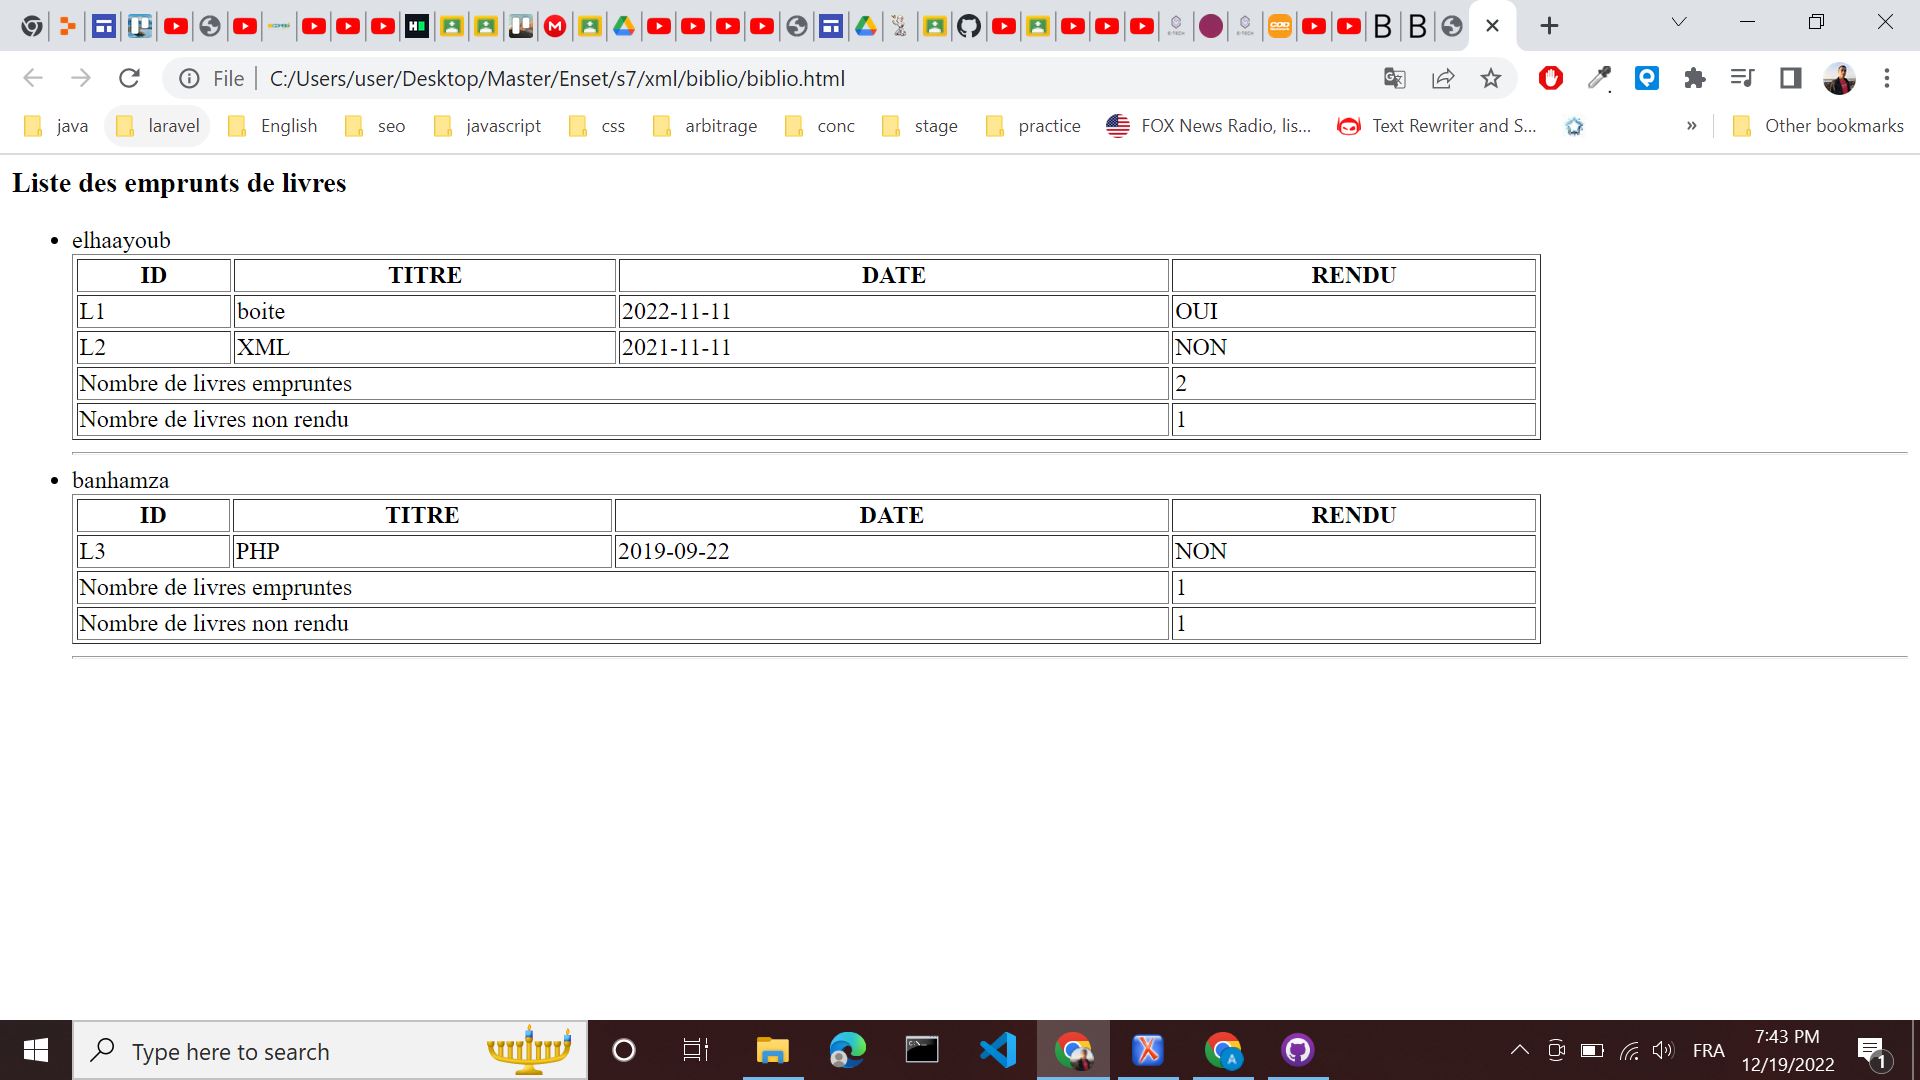 File
C:/Users/user/Desktop/Master/Enset/s7/xml/biblio/biblio.html
java laravel English seo javascript css arbitrage conc stage practice FOX News Radio, lis... Text Rewriter and S... » Other bookmarks
Liste des emprunts de livres
elhaayoub
ID TITRE DATE RENDU
L1 boite 2022-11-11 OUI
L2 XML 2021-11-11 NON
Nombre de livres empruntes 2
Nombre de livres non rendu 1
banhamza
ID TITRE DATE RENDU
L3 PHP 2019-09-22 NON
Nombre de livres empruntes 1
Nombre de livres non rendu 1
Type here to search
FRA
7:43 PM
12/19/2022
1